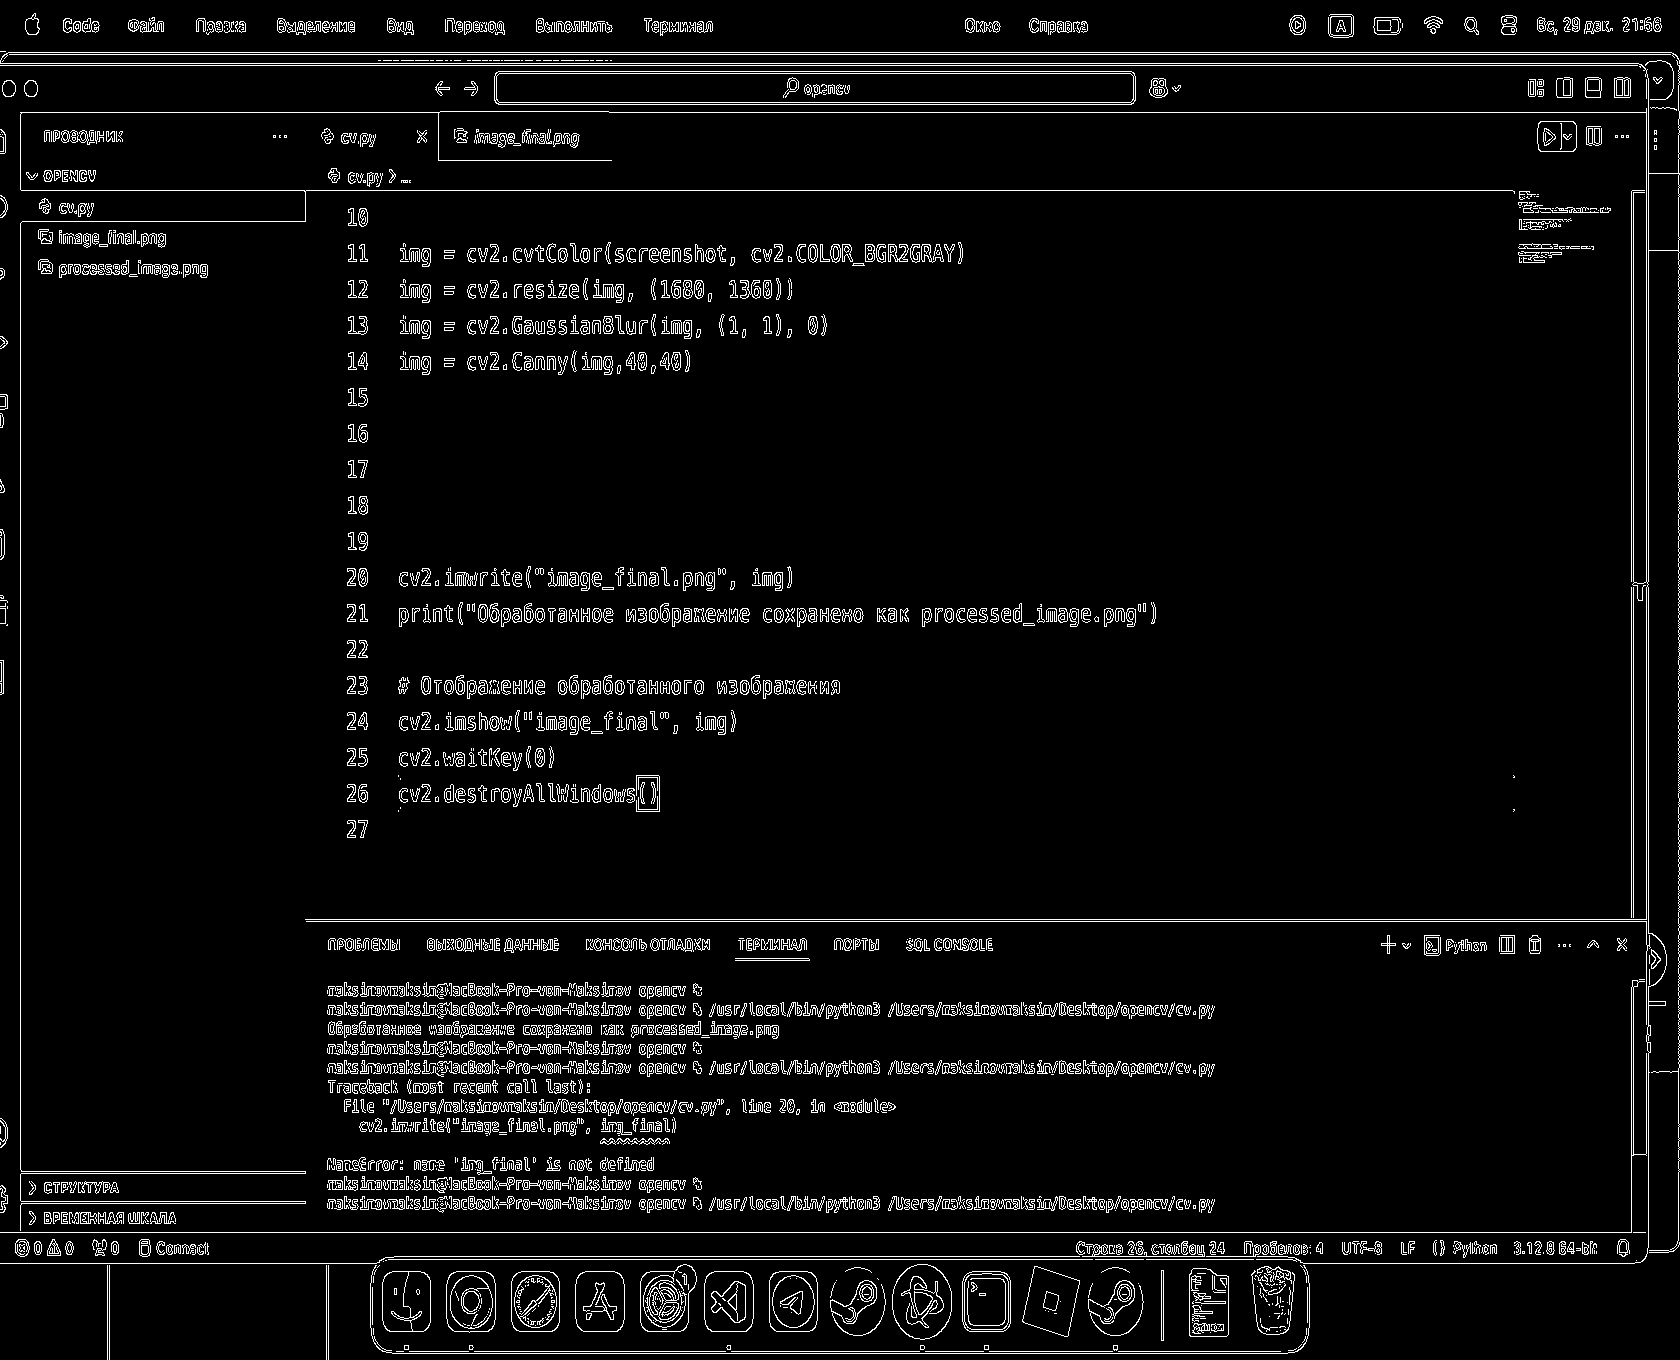 Code Файл Правка Выделение Вид Переход Выполнить Терминал Окно Справка A Вс, 29 дек. 21:56
opencv
ПРОВОДНИК ··· cv.py image_final.png ···
OPENCV
cv.py > ...
cv.py
image_final.png
processed_image.png
10
11 img = cv2.cvtColor(screenshot, cv2.COLOR_BGR2GRAY)
12 img = cv2.resize(img, (1680, 1360))
13 img = cv2.GaussianBlur(img, (1, 1), 0)
14 img = cv2.Canny(img,40,40)
15
16
17
18
19
20 cv2.imwrite("image_final.png", img)
21 print("Обработанное изображение сохранено как processed_image.png")
22
23 # Отображение обработанного изображения
24 cv2.imshow("image_final", img)
25 cv2.waitKey(0)
26 cv2.destroyAllWindows()
27
ПРОБЛЕМЫ ВЫХОДНЫЕ ДАННЫЕ КОНСОЛЬ ОТЛАДКИ ТЕРМИНАЛ ПОРТЫ SQL CONSOLE Python ···
maksimovmaksim@MacBook-Pro-von-Maksimov opencv %
maksimovmaksim@MacBook-Pro-von-Maksimov opencv % /usr/local/bin/python3 /Users/maksimovmaksim/Desktop/opencv/cv.py
Обработанное изображение сохранено как processed_image.png
maksimovmaksim@MacBook-Pro-von-Maksimov opencv %
maksimovmaksim@MacBook-Pro-von-Maksimov opencv % /usr/local/bin/python3 /Users/maksimovmaksim/Desktop/opencv/cv.py
Traceback (most recent call last):
File "/Users/maksimovmaksim/Desktop/opencv/cv.py", line 20, in <module>
cv2.imwrite("image_final.png", img_final)
^^^^^^^^^
NameError: name 'img_final' is not defined
maksimovmaksim@MacBook-Pro-von-Maksimov opencv %
maksimovmaksim@MacBook-Pro-von-Maksimov opencv % /usr/local/bin/python3 /Users/maksimovmaksim/Desktop/opencv/cv.py
СТРУКТУРА
ВРЕМЕННАЯ ШКАЛА
0 0 0 Connect Строка 26, столбец 24 Пробелов: 4 UTF-8 LF {} Python 3.12.8 64-bit
1